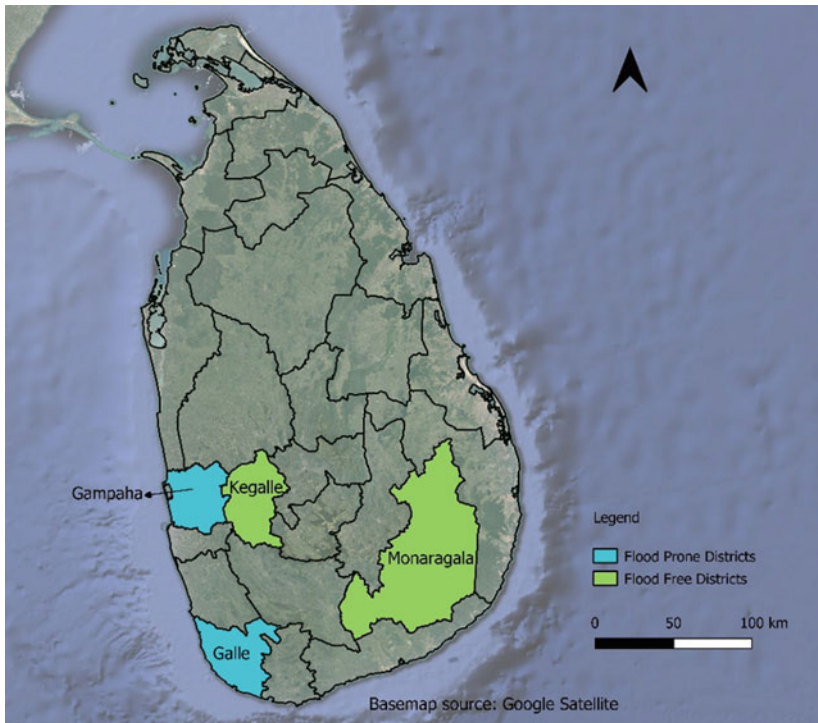 Gampaha
Kegalle
Monaragala
Galle
Legend
Flood Prone Districts
Flood Free Districts
0 50 100 km
Basemap source: Google Satellite